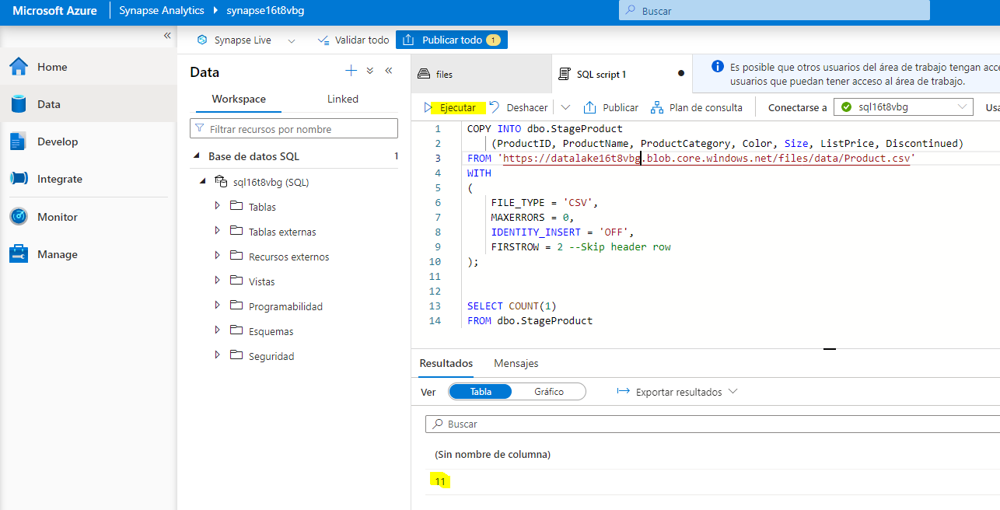 Microsoft Azure
Synapse Analytics
synapse16t8vbg
Buscar
Synapse Live
Validar todo
Publicar todo
1
Home
Data
Develop
Integrate
Monitor
Manage
Data
Workspace
Linked
Filtrar recursos por nombre
Base de datos SQL
1
sql16t8vbg (SQL)
Tablas
Tablas externas
Recursos externos
Vistas
Programabilidad
Esquemas
Seguridad
files
SQL script 1
Es posible que otros usuarios del área de trabajo tengan acce
usuarios que puedan tener acceso al área de trabajo.
Ejecutar
Deshacer
Publicar
Plan de consulta
Conectarse a
sql16t8vbg
Usa
1 COPY INTO dbo.StageProduct
2 (ProductID, ProductName, ProductCategory, Color, Size, ListPrice, Discontinued)
3 FROM 'https://datalake16t8vbg.blob.core.windows.net/files/data/Product.csv'
4 WITH
5 (
6 FILE_TYPE = 'CSV',
7 MAXERRORS = 0,
8 IDENTITY_INSERT = 'OFF',
9 FIRSTROW = 2 --Skip header row
10 );
11
12
13 SELECT COUNT(1)
14 FROM dbo.StageProduct
Resultados
Mensajes
Ver
Tabla
Gráfico
Exportar resultados
Buscar
(Sin nombre de columna)
11